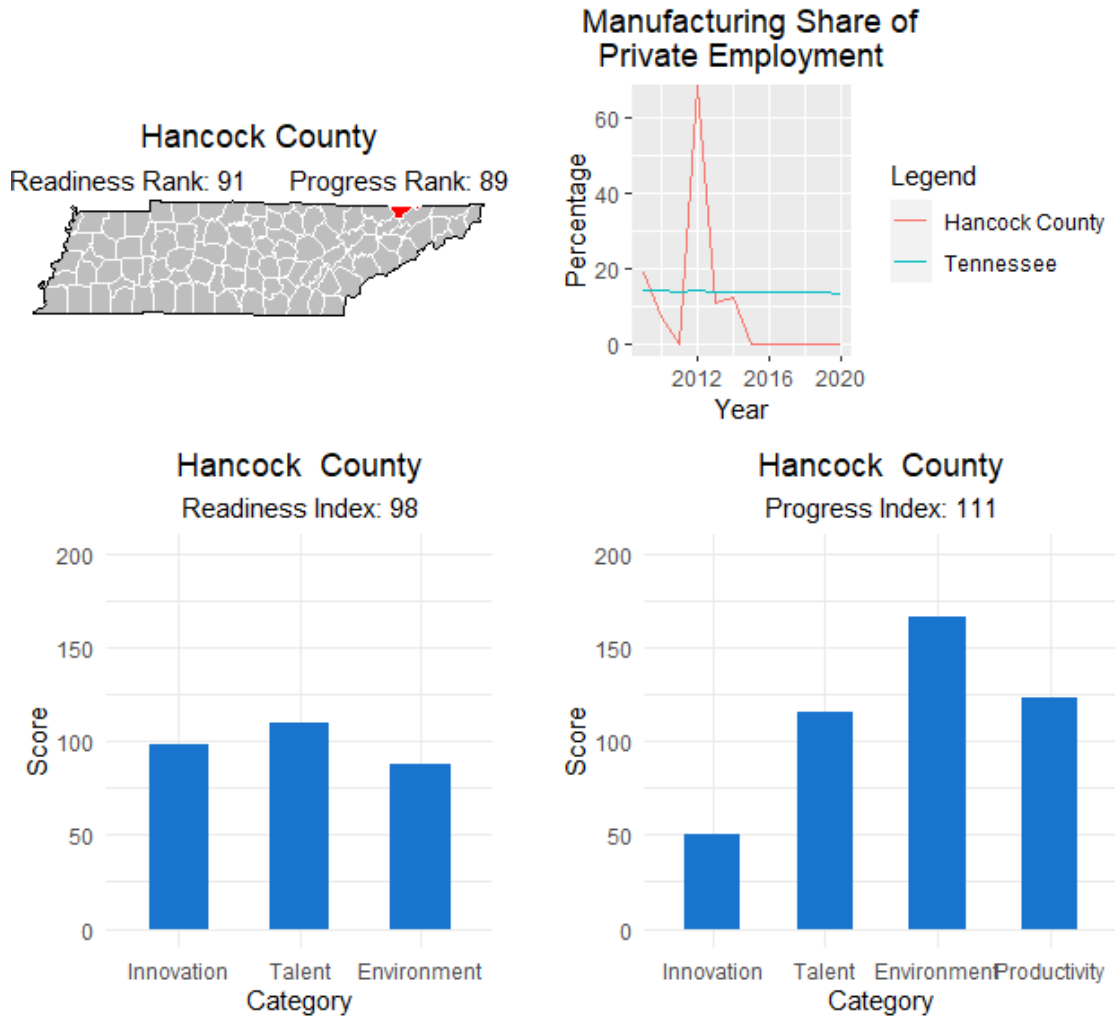 Hancock County
Readiness Rank: 91 Progress Rank: 89
Manufacturing Share of
Private Employment
60
40
20
0
Percentage
2012 2016 2020
Year
Legend
Hancock County
Tennessee
Hancock County
Readiness Index: 98
200
150
100
50
0
Score
Innovation Talent Environment
Category
Hancock County
Progress Index: 111
200
150
100
50
0
Score
Innovation Talent Environment Productivity
Category